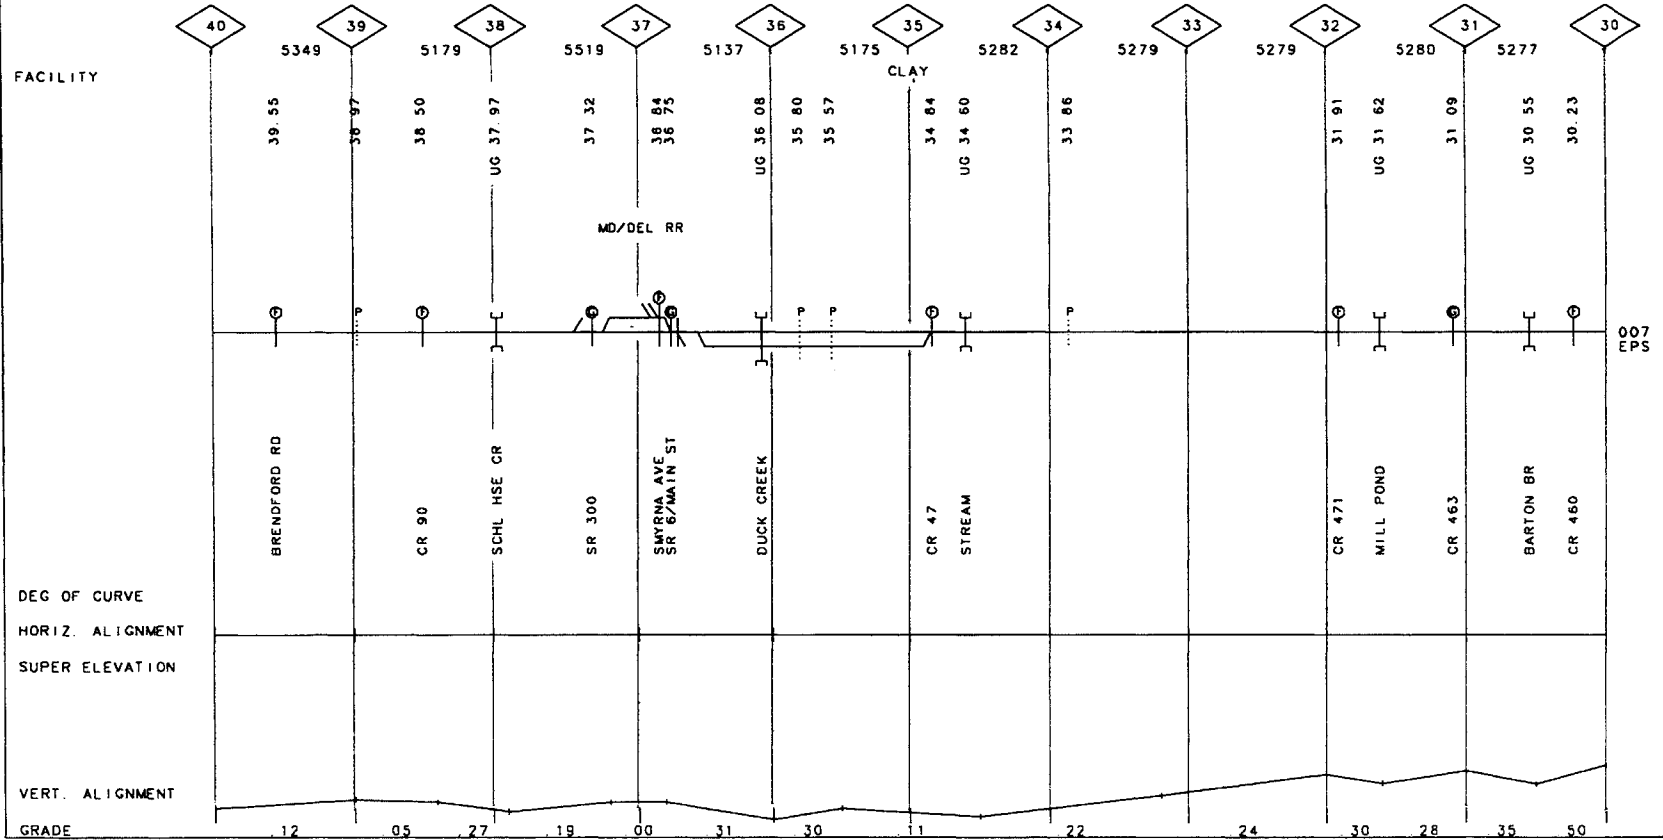 40 39 38 37 36 35 34 33 32 31 30
5349 5179 5519 5137 5175 5282 5279 5279 5280 5277
FACILITY
CLAY
39.55
38 97
38 50
UG 37.97
37 32
36 84
36 75
UG 36 08
35 80
35 57
34 84
UG 34 60
33 86
31 91
UG 31 62
31 09
UG 30 55
30.23
MD/DEL RR
F P F G F G P P F P F G F
007
EPS
BRENDFORD RD
CR 90
SCHL HSE CR
SR 300
SMYRNA AVE
SR 6/MAIN ST
DUCK CREEK
CR 47
STREAM
CR 471
MILL POND
CR 463
BARTON BR
CR 460
DEG OF CURVE
HORIZ. ALIGNMENT
SUPER ELEVATION
VERT. ALIGNMENT
GRADE .12 05 .27 .19 00 31 30 .11 22 24 30 28 35 50